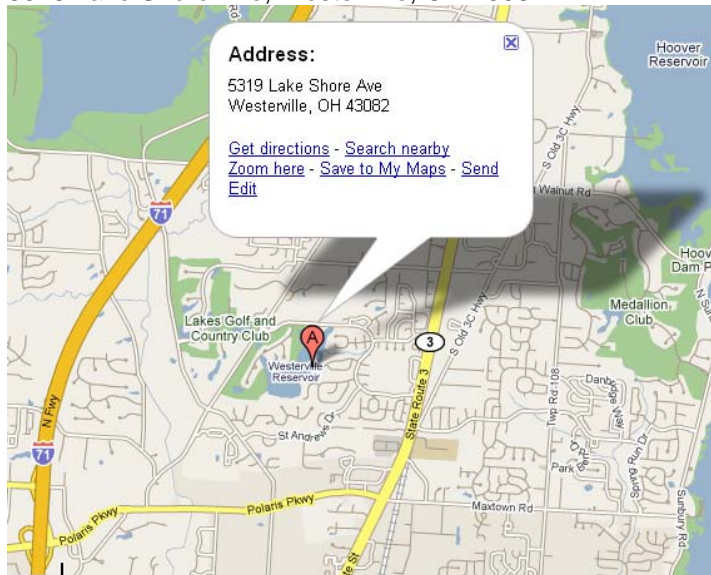 Address:
5319 Lake Shore Ave
Westerville, OH 43082
Get directions - Search nearby
Zoom here - Save to My Maps - Send
Edit
Hoover
Reservoir
S Old 3C Hwy
Walnut Rd
71
Lakes Golf and
Country Club
A
Westerville
Reservoir
3
S Old 3C Hwy
Medallion
Club
N Fwy
St Andrews Dr
State Route 3
Twp Rd 108
Spring Run Dr
Park
71
Polaris Pkwy
Polaris Pkwy
Maxtown Rd
Sunbury Rd